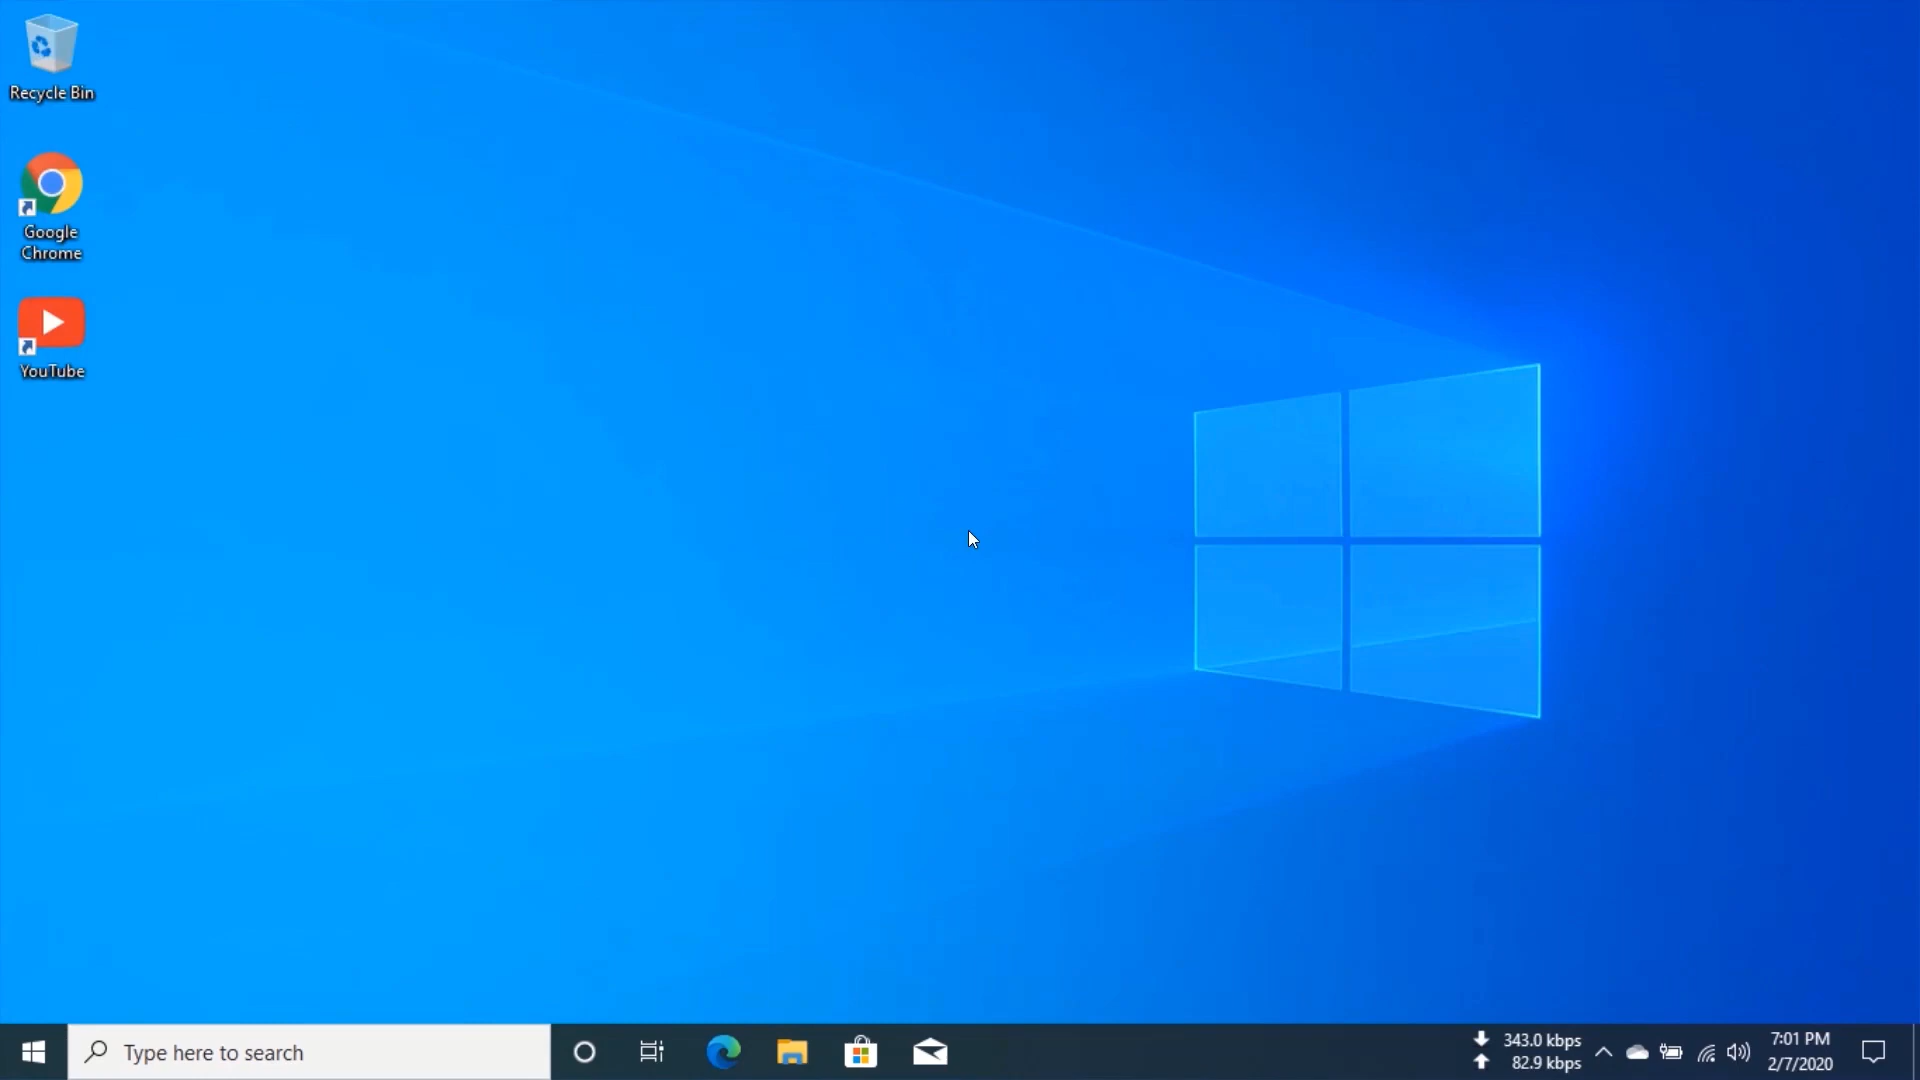 Recycle Bin
Google
Chrome
YouTube
Type here to search
343.0 kbps
82.9 kbps
7:01 PM
2/7/2020